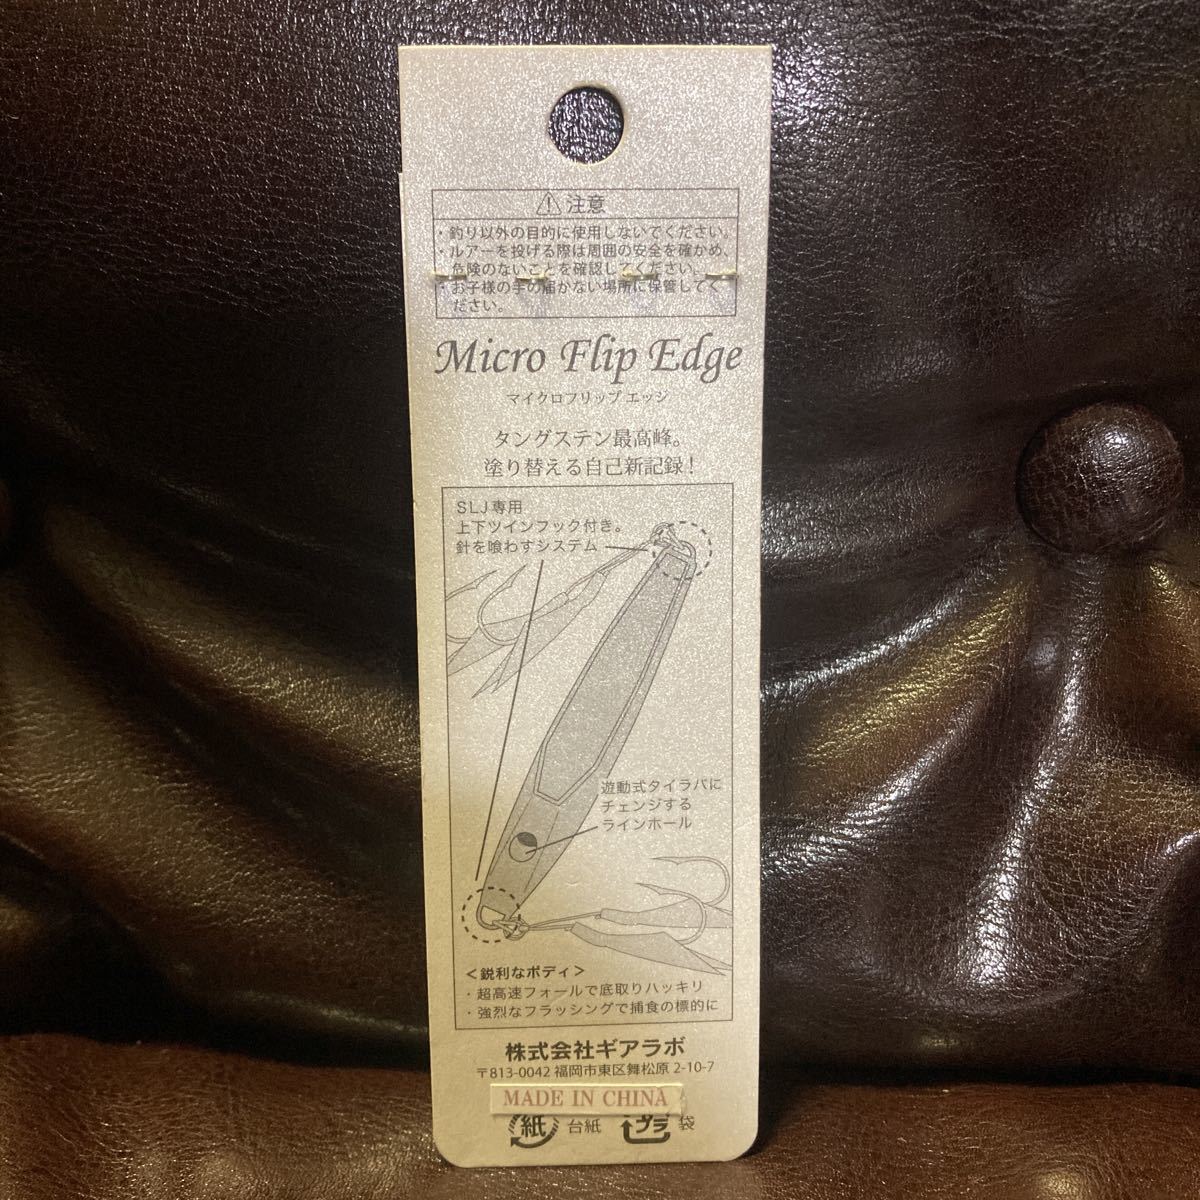 ⚠ 注意
・釣り以外の目的に使用しないでください。
・ルアーを投げる際は周囲の安全を確かめ、
危険のないことを確認してください。
・お子様の手の届かない場所に保管してく
ださい。
Micro Flip Edge
マイクロフリップ エッジ
タングステン最高峰。
塗り替える自己新記録！
SLJ専用
上下ツインフック付き。
針を喰わすシステム
遊動式タイラバに
チェンジする
ラインホール
＜鋭利なボディ＞
・超高速フォールで底取りハッキリ
・強烈なフラッシングで捕食の標的に
株式会社ギアラボ
〒813-0042 福岡市東区舞松原 2-10-7
MADE IN CHINA
紙 台紙 プラ 袋